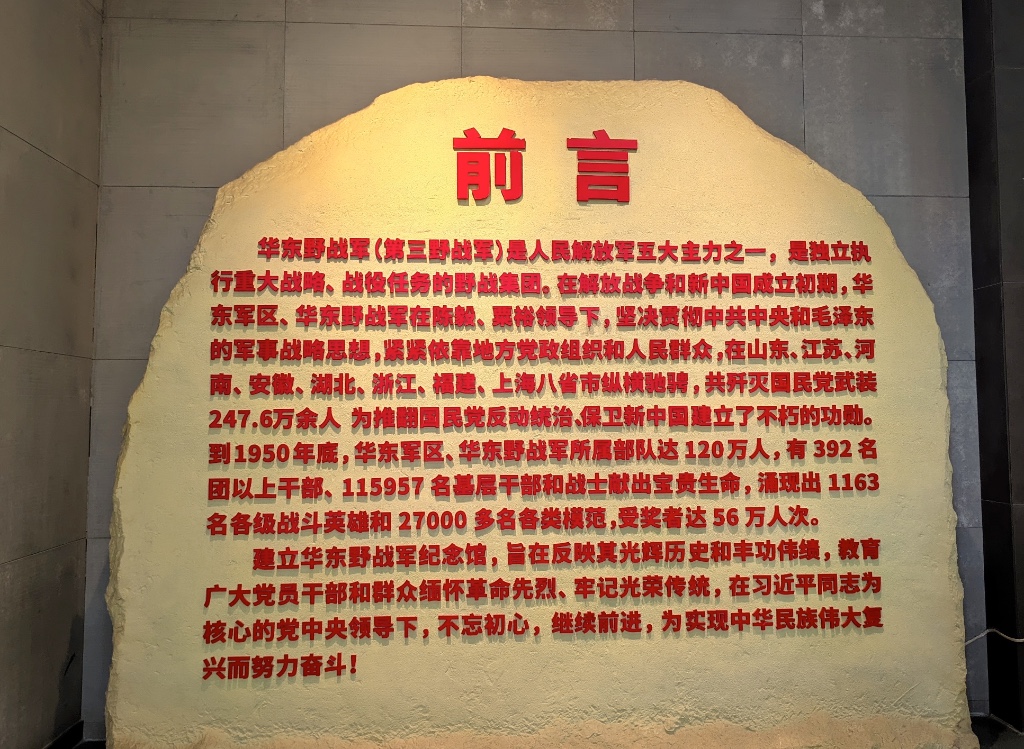 前言
华东野战军（第三野战军）是人民解放军五大主力之一，是独立执
行重大战略、战役任务的野战集团。在解放战争和新中国成立初期，华
东军区、华东野战军在陈毅、粟裕领导下，坚决贯彻中共中央和毛泽东
的军事战略思想，紧紧依靠地方党政组织和人民群众，在山东、江苏、河
南、安徽、湖北、浙江、福建、上海八省市纵横驰骋，共歼灭国民党武装
247.6万余人 为推翻国民党反动统治、保卫新中国建立了不朽的功勋。
到1950年底，华东军区、华东野战军所属部队达120万人，有392名
团以上干部、115957名基层干部和战士献出宝贵生命，涌现出1163
名各级战斗英雄和27000多名各类模范，受奖者达56万人次。
建立华东野战军纪念馆，旨在反映其光辉历史和丰功伟绩，教育
广大党员干部和群众缅怀革命先烈、牢记光荣传统，在习近平同志为
核心的党中央领导下，不忘初心，继续前进，为实现中华民族伟大复
兴而努力奋斗！